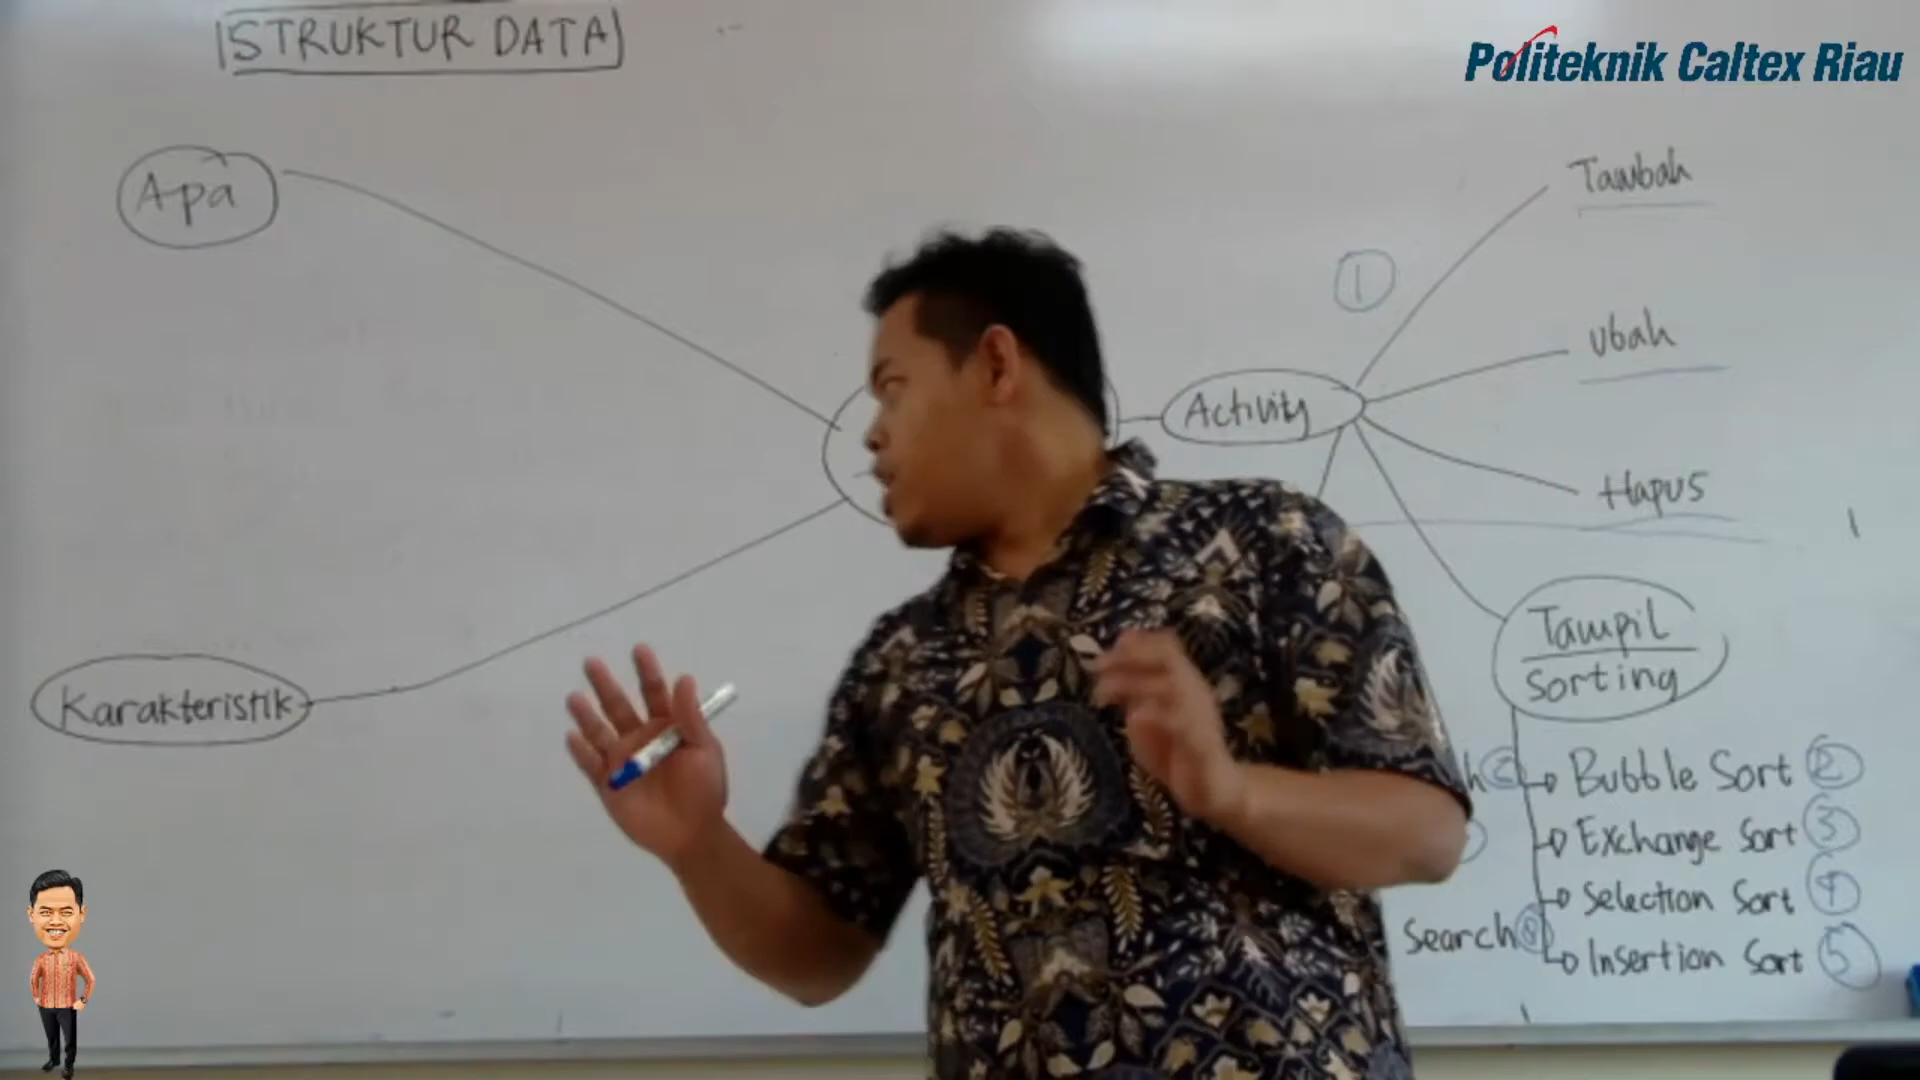 STRUKTUR DATA
Politeknik Caltex Riau
Apa
Karakteristik
Activity
1
Tambah
Ubah
Hapus
Tampil
Sorting
Bubble Sort 2
Exchange Sort 3
Selection Sort 4
Insertion Sort 5
Search